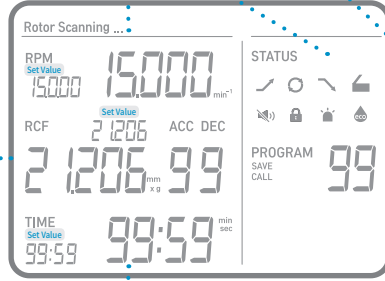 Rotor Scanning ...
RPM
Set Value
15.000
15.000 min⁻¹
RCF
Set Value
21.206
ACC DEC
21.206 mm x g
99
TIME
Set Value
99:59
99:59 min sec
STATUS
eco
PROGRAM
SAVE
CALL
99